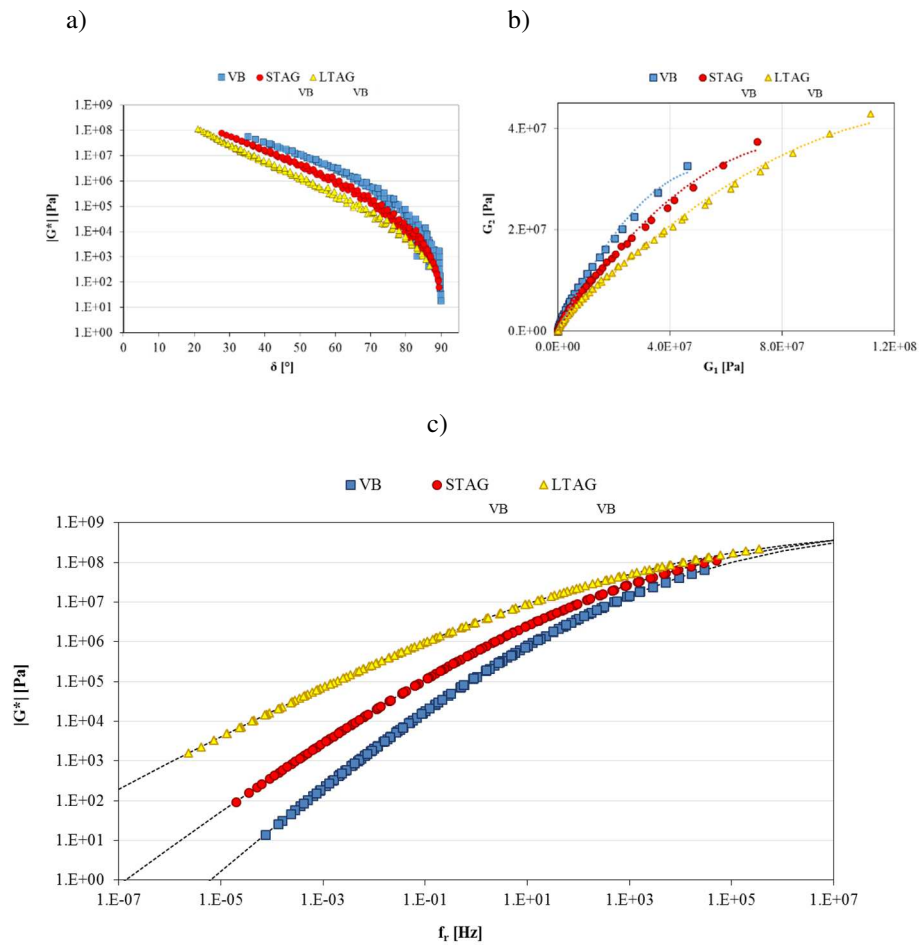 a)
b)
VB STAG VB LTAG VB
|G*| [Pa]
1.E+09
1.E+08
1.E+07
1.E+06
1.E+05
1.E+04
1.E+03
1.E+02
1.E+01
1.E+00
0 10 20 30 40 50 60 70 80 90
δ [°]
VB STAG VB LTAG VB
G2 [Pa]
4.E+07
2.E+07
0.E+00
0.E+00 4.E+07 8.E+07 1.E+08
G1 [Pa]
c)
VB STAG VB LTAG VB
|G*| [Pa]
1.E+09
1.E+08
1.E+07
1.E+06
1.E+05
1.E+04
1.E+03
1.E+02
1.E+01
1.E+00
1.E-07 1.E-05 1.E-03 1.E-01 1.E+01 1.E+03 1.E+05 1.E+07
fr [Hz]